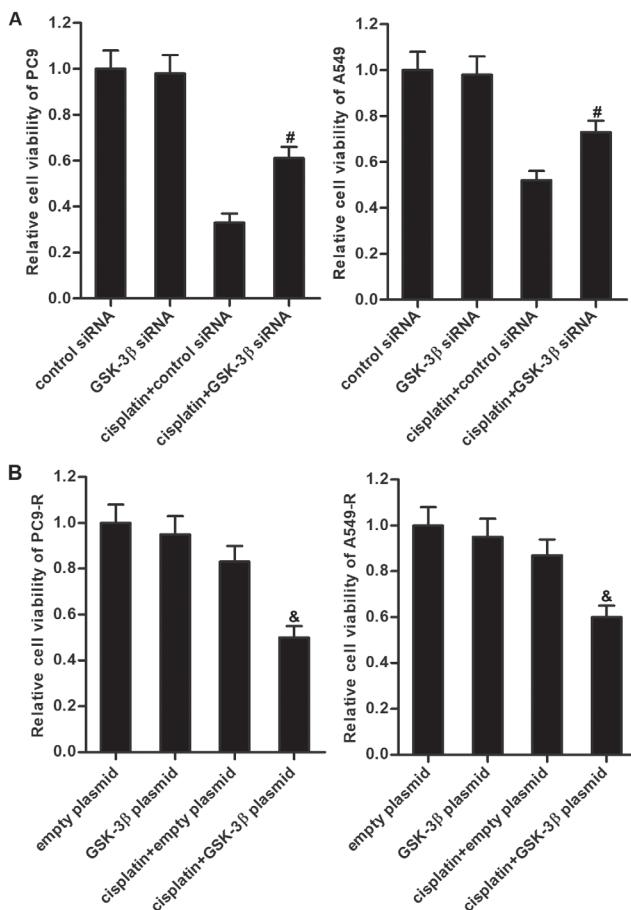 A
Relative cell viability of PC9
1.2
1.0
0.8
0.6
0.4
0.2
0.0
#
control siRNA
GSK-3β siRNA
cisplatin+control siRNA
cisplatin+GSK-3β siRNA
Relative cell viability of A549
1.2
1.0
0.8
0.6
0.4
0.2
0.0
#
control siRNA
GSK-3β siRNA
cisplatin+control siRNA
cisplatin+GSK-3β siRNA
B
Relative cell viability of PC9-R
1.2
1.0
0.8
0.6
0.4
0.2
0.0
&
empty plasmid
GSK-3β plasmid
cisplatin+empty plasmid
cisplatin+GSK-3β plasmid
Relative cell viability of A549-R
1.2
1.0
0.8
0.6
0.4
0.2
0.0
&
empty plasmid
GSK-3β plasmid
cisplatin+empty plasmid
cisplatin+GSK-3β plasmid